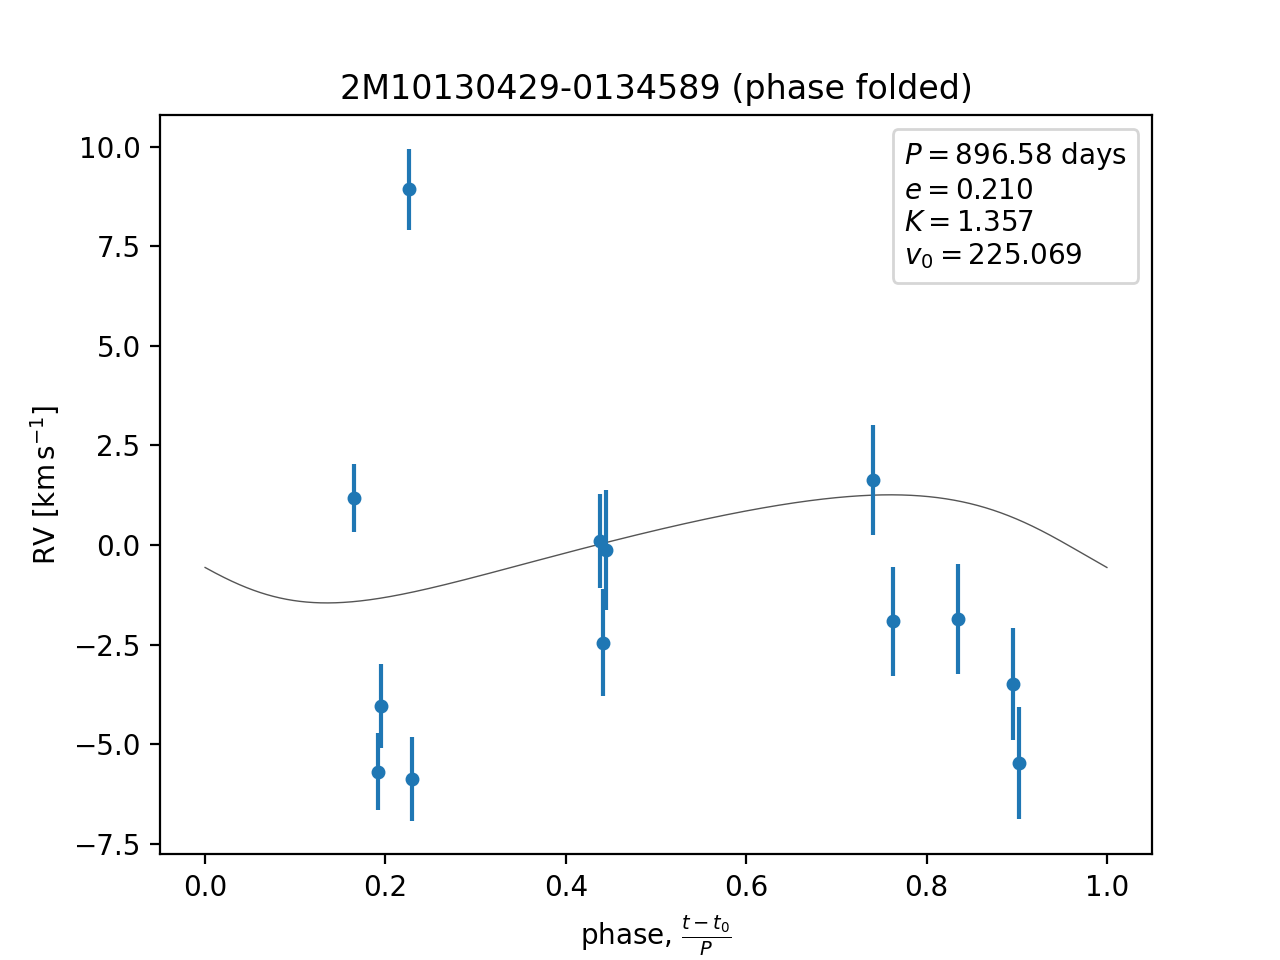 2M10130429-0134589 (phase folded)
P = 896.58 days
e = 0.210
K = 1.357
v₀ = 225.069
RV [km s⁻¹]
10.0
7.5
5.0
2.5
0.0
−2.5
−5.0
−7.5
0.0 0.2 0.4 0.6 0.8 1.0
phase, (t − t₀)/P